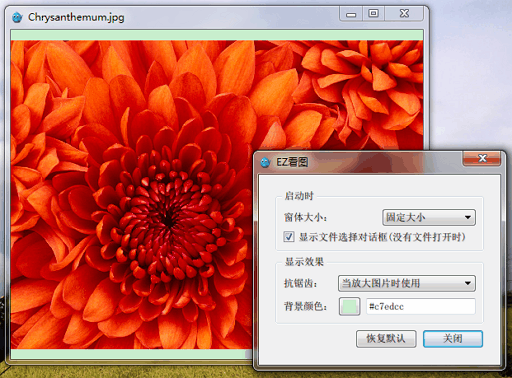 Chrysanthemum.jpg
EZ看图
启动时
窗体大小： 固定大小
显示文件选择对话框(没有文件打开时)
显示效果
抗锯齿： 当放大图片时使用
背景颜色： #c7edcc
恢复默认 关闭